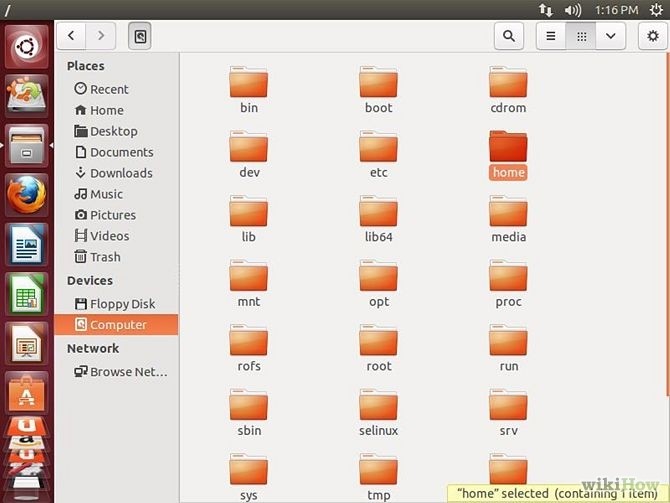 /
1:16 PM
Places
Recent
Home
Desktop
Documents
Downloads
Music
Pictures
Videos
Trash
Devices
Floppy Disk
Computer
Network
Browse Net...
bin boot cdrom
dev etc home
lib lib64 media
mnt opt proc
rofs root run
sbin selinux srv
sys tmp
"home" selected (containing 1 item)
wikiHow